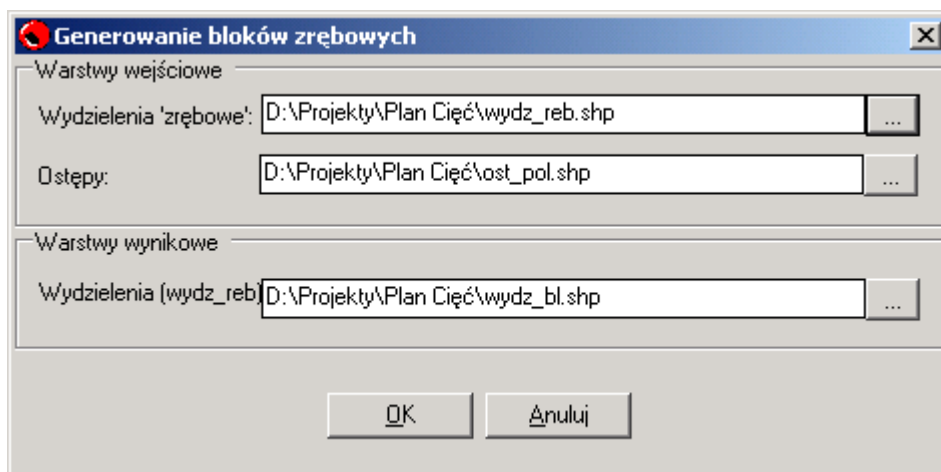 Generowanie bloków zrębowych
Warstwy wejściowe
Wydzielenia 'zrębowe': D:\Projekty\Plan Cięć\wydz_reb.shp ...
Ostępy: D:\Projekty\Plan Cięć\ost_pol.shp ...
Warstwy wynikowe
Wydzielenia (wydz_reb) D:\Projekty\Plan Cięć\wydz_bl.shp ...
OK Anuluj